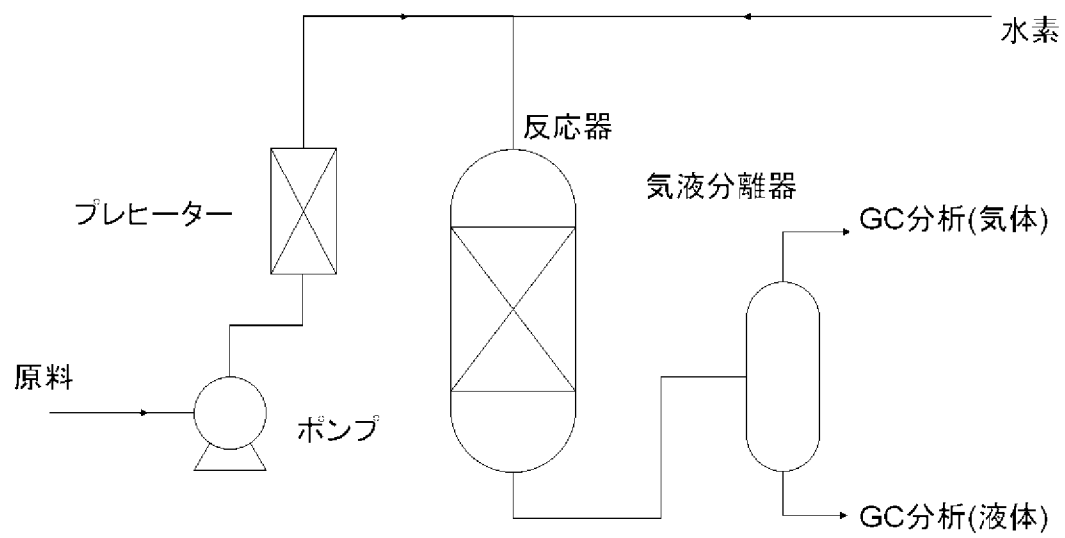 水素
反応器
気液分離器
プレヒーター
GC分析(気体)
原料
ポンプ
GC分析(液体)